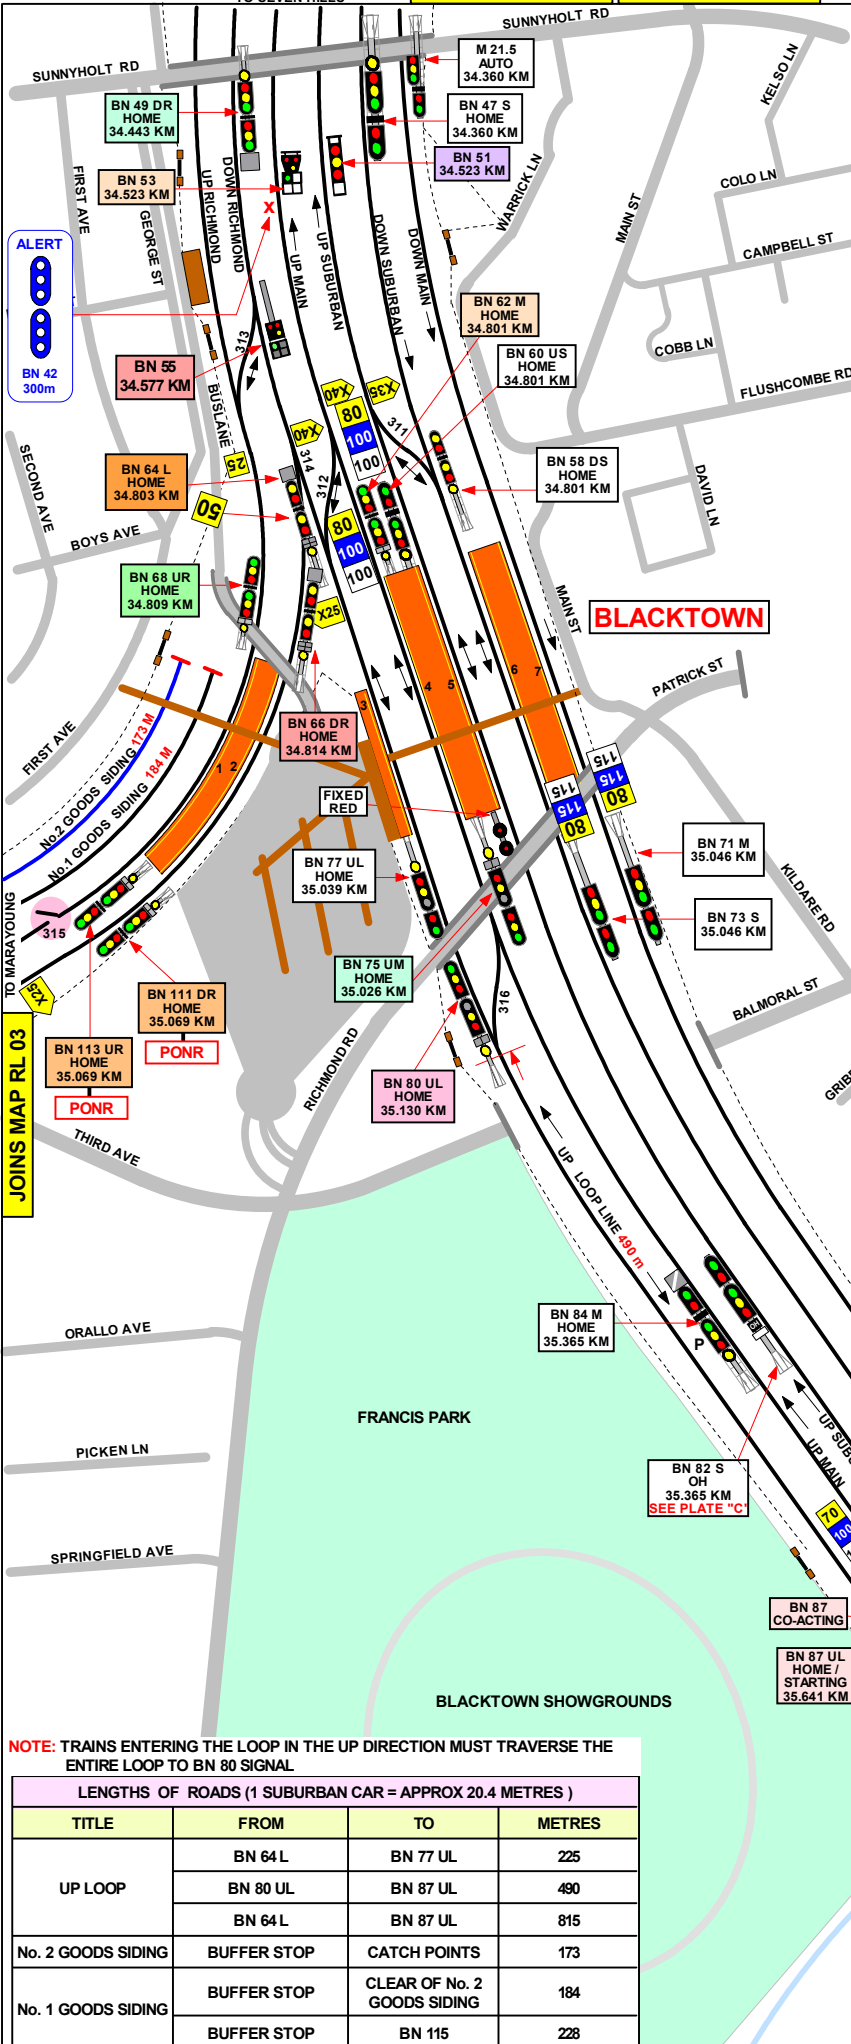 SUNNYHOLT RD
SUNNYHOLT RD
M 21.5
AUTO
34.360 KM
BN 49 DR
HOME
34.443 KM
BN 47 S
HOME
34.360 KM
BN 51
34.523 KM
BN 53
34.523 KM
KELSO LN
COLO LN
CAMPBELL ST
MAIN ST
WARRICK LN
FIRST AVE
GEORGE ST
UP RICHMOND
DOWN RICHMOND
X
UP MAIN
UP SUBURBAN
DOWN SUBURBAN
DOWN MAIN
ALERT
BN 42
300m
BN 62 M
HOME
34.801 KM
COBB LN
BN 60 US
HOME
34.801 KM
FLUSHCOMBE RD
BN 55
34.577 KM
313
BUSLANE
X40
X35
80
100
100
311
X40
314
312
25
BN 64 L
HOME
34.803 KM
BN 58 DS
HOME
34.801 KM
DAVID LN
SECOND AVE
50
BOYS AVE
80
100
100
BN 68 UR
HOME
34.809 KM
X25
MAIN ST
BLACKTOWN
PATRICK ST
FIRST AVE
No.2 GOODS SIDING 173 M
No.1 GOODS SIDING 184 M
1 2
3
4 5
6 7
BN 66 DR
HOME
34.814 KM
FIXED
RED
115
115
80
115
115
80
BN 77 UL
HOME
35.039 KM
BN 71 M
35.046 KM
KILDARE RD
BN 73 S
35.046 KM
TO MARAYOUNG
315
X25
BN 75 UM
HOME
35.026 KM
BN 111 DR
HOME
35.069 KM
PONR
BN 113 UR
HOME
35.069 KM
PONR
316
BALMORAL ST
RICHMOND RD
BN 80 UL
HOME
35.130 KM
JOINS MAP RL 03
THIRD AVE
UP LOOP LINE 490 m
ORALLO AVE
BN 84 M
HOME
35.365 KM
P
FRANCIS PARK
PICKEN LN
BN 82 S
OH
35.365 KM
SEE PLATE "C"
UP MAIN
70
100
SPRINGFIELD AVE
BN 87
CO-ACTING
BN 87 UL
HOME /
STARTING
35.641 KM
BLACKTOWN SHOWGROUNDS
NOTE: TRAINS ENTERING THE LOOP IN THE UP DIRECTION MUST TRAVERSE THE
ENTIRE LOOP TO BN 80 SIGNAL
LENGTHS OF ROADS (1 SUBURBAN CAR = APPROX 20.4 METRES )
TITLE FROM TO METRES
UP LOOP
BN 64 L BN 77 UL 225
BN 80 UL BN 87 UL 490
BN 64 L BN 87 UL 815
No. 2 GOODS SIDING BUFFER STOP CATCH POINTS 173
No. 1 GOODS SIDING
BUFFER STOP CLEAR OF No. 2 GOODS SIDING 184
BUFFER STOP BN 115 228